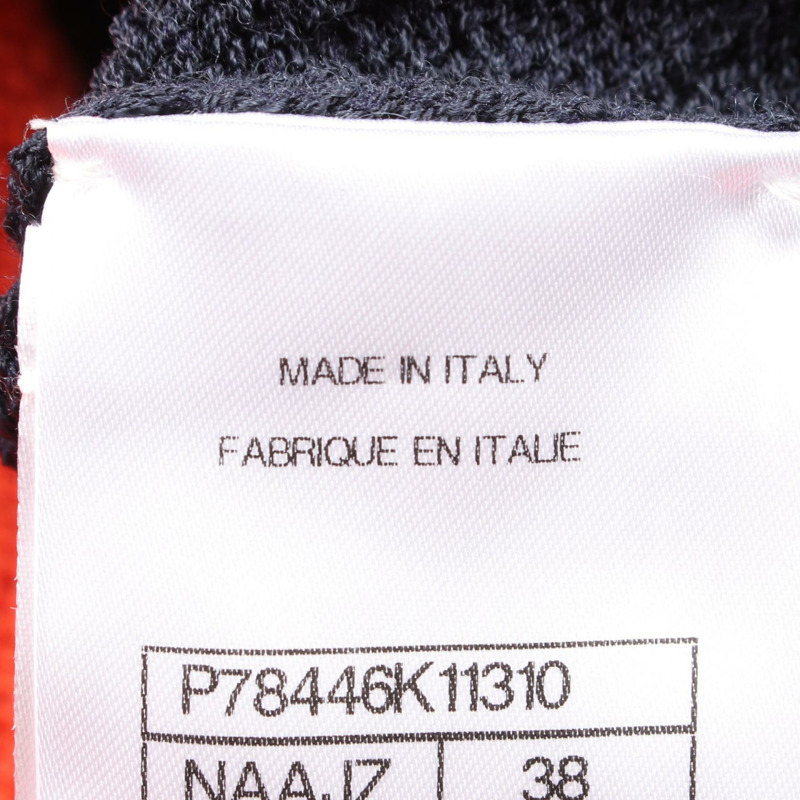 MADE IN ITALY
FABRIQUE EN ITALIE
P78446K11310
NAAJZ 38